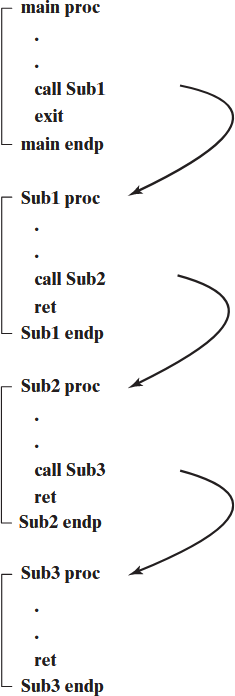 main proc
.
.
call Sub1
exit
main endp
Sub1 proc
.
.
call Sub2
ret
Sub1 endp
Sub2 proc
.
.
call Sub3
ret
Sub2 endp
Sub3 proc
.
.
ret
Sub3 endp